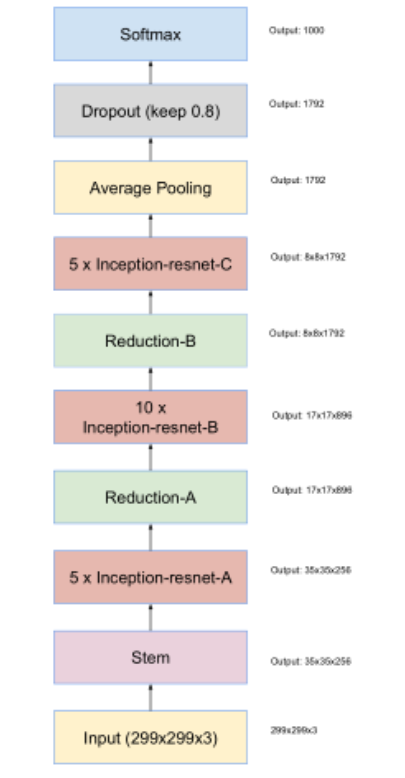 Softmax
Output: 1000
Dropout (keep 0.8)
Output: 1792
Average Pooling
Output: 1792
5 x Inception-resnet-C
Output: 8x8x1792
Reduction-B
Output: 8x8x1792
10 x
Inception-resnet-B
Output: 17x17x896
Reduction-A
Output: 17x17x896
5 x Inception-resnet-A
Output: 35x35x256
Stem
Output: 35x35x256
Input (299x299x3)
299x299x3